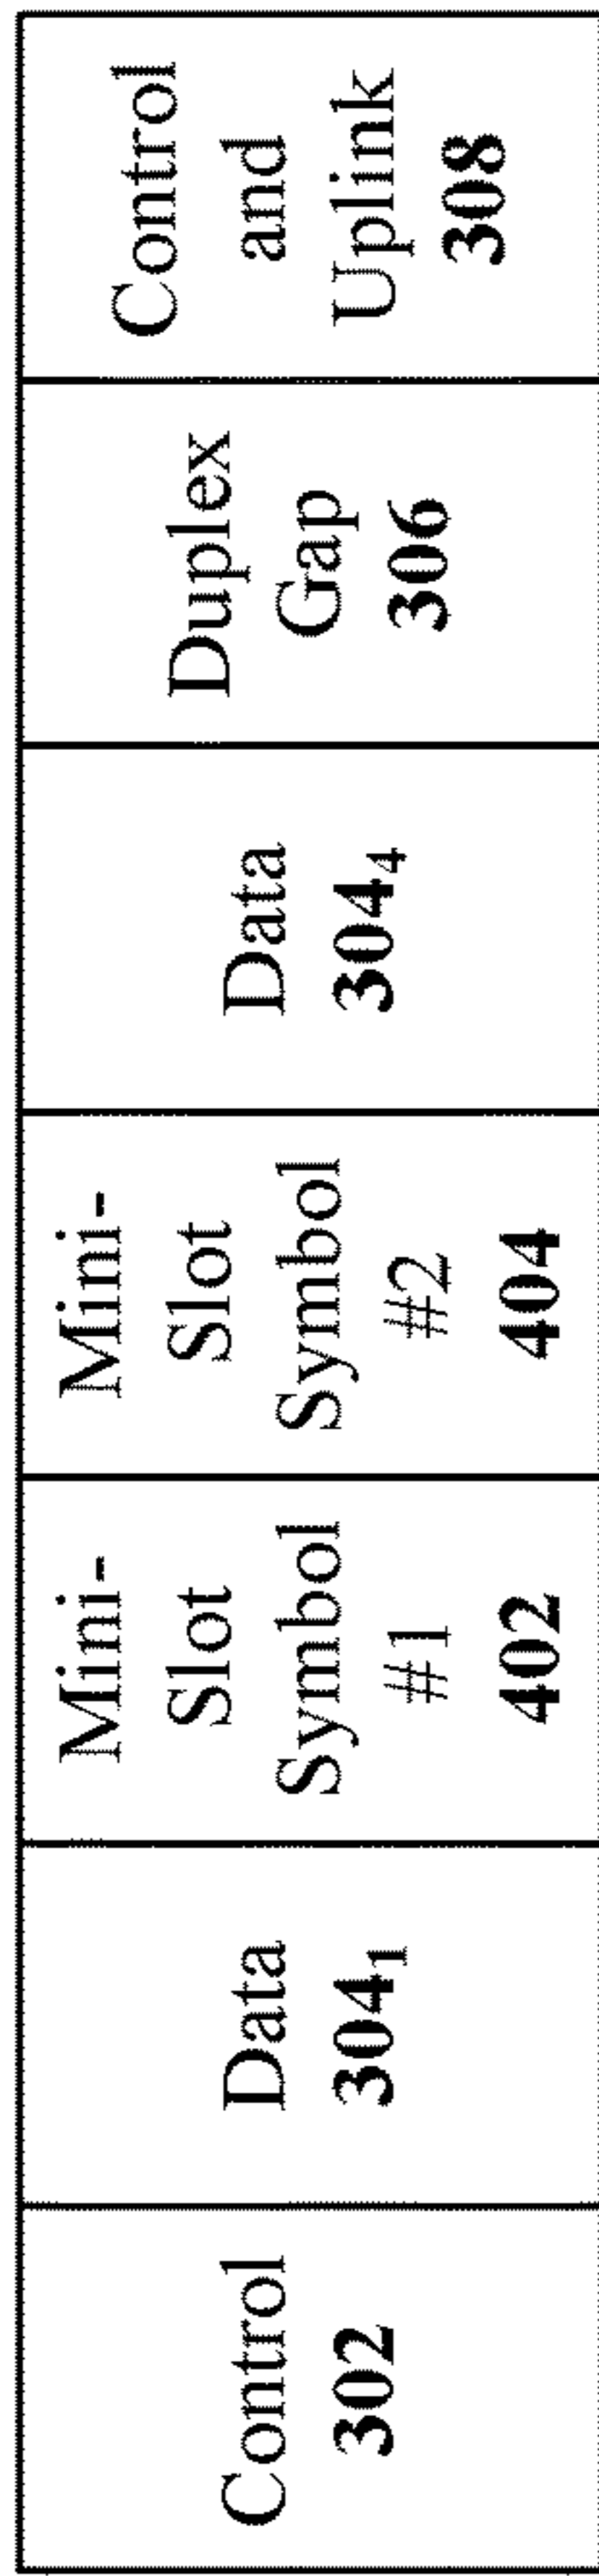 Control
302
Data
304₁
Mini-
Slot
Symbol
#1
402
Mini-
Slot
Symbol
#2
404
Data
304₄
Duplex
Gap
306
Control
and
Uplink
308